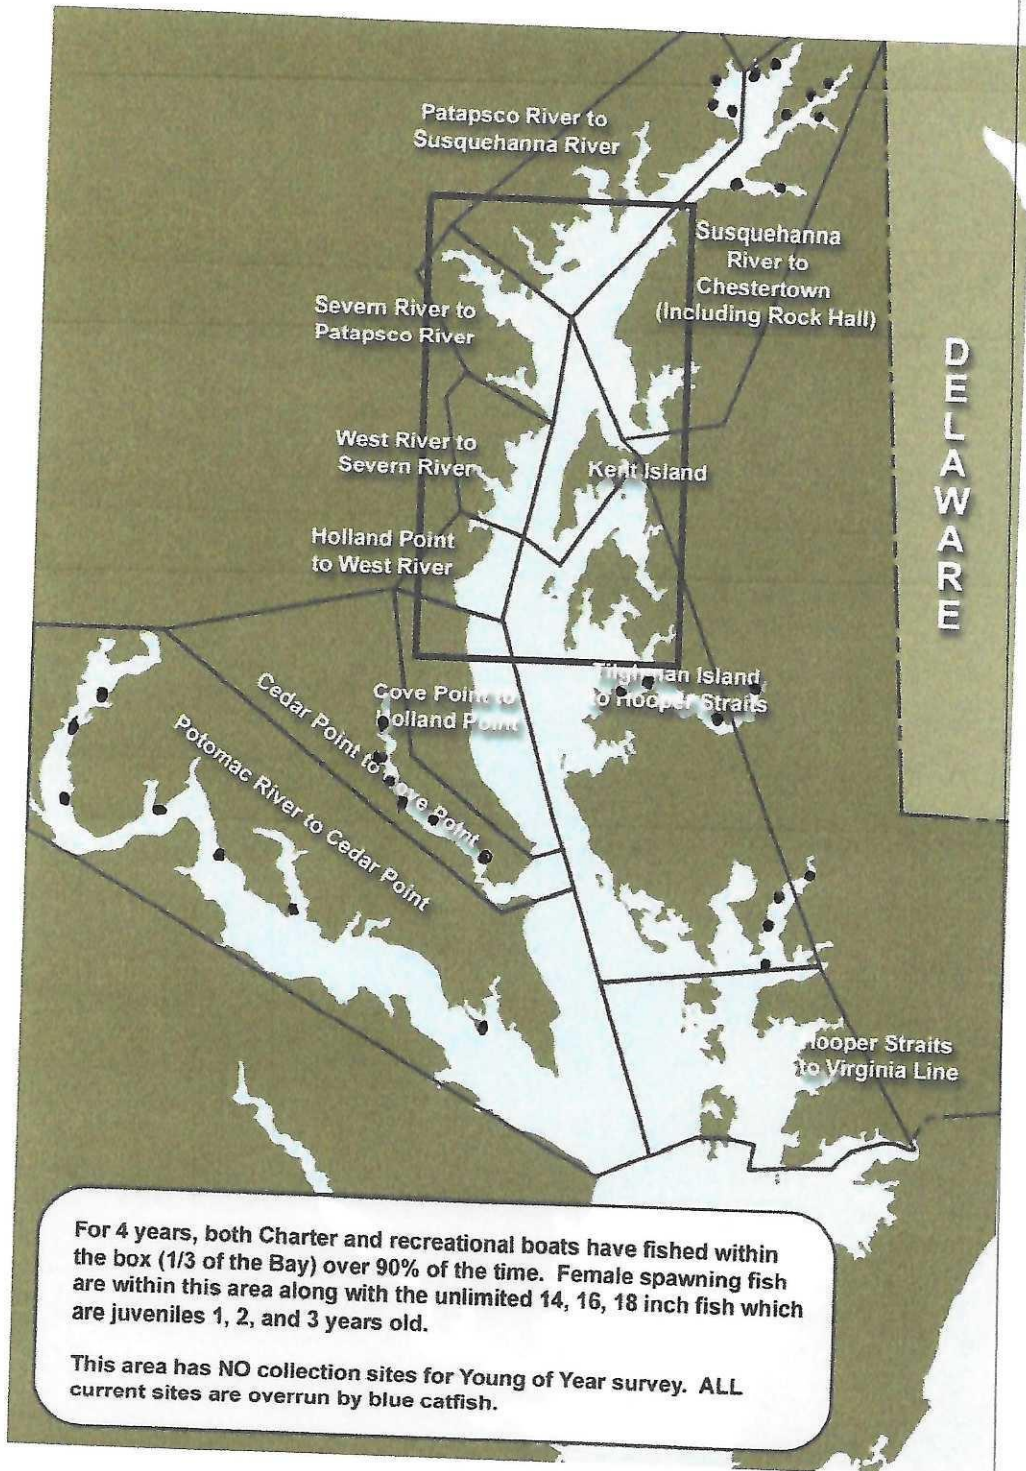 Patapsco River to
Susquehanna River
Susquehanna
River to
Chestertown
(Including Rock Hall)
Severn River to
Patapsco River
DELAWARE
West River to
Severn River
Kent Island
Holland Point
to West River
Tilghman Island
to Hooper Straits
Cove Point to
Holland Point
Cedar Point to Cove Point
Potomac River to Cedar Point
Hooper Straits
to Virginia Line
For 4 years, both Charter and recreational boats have fished within
the box (1/3 of the Bay) over 90% of the time. Female spawning fish
are within this area along with the unlimited 14, 16, 18 inch fish which
are juveniles 1, 2, and 3 years old.
This area has NO collection sites for Young of Year survey. ALL
current sites are overrun by blue catfish.